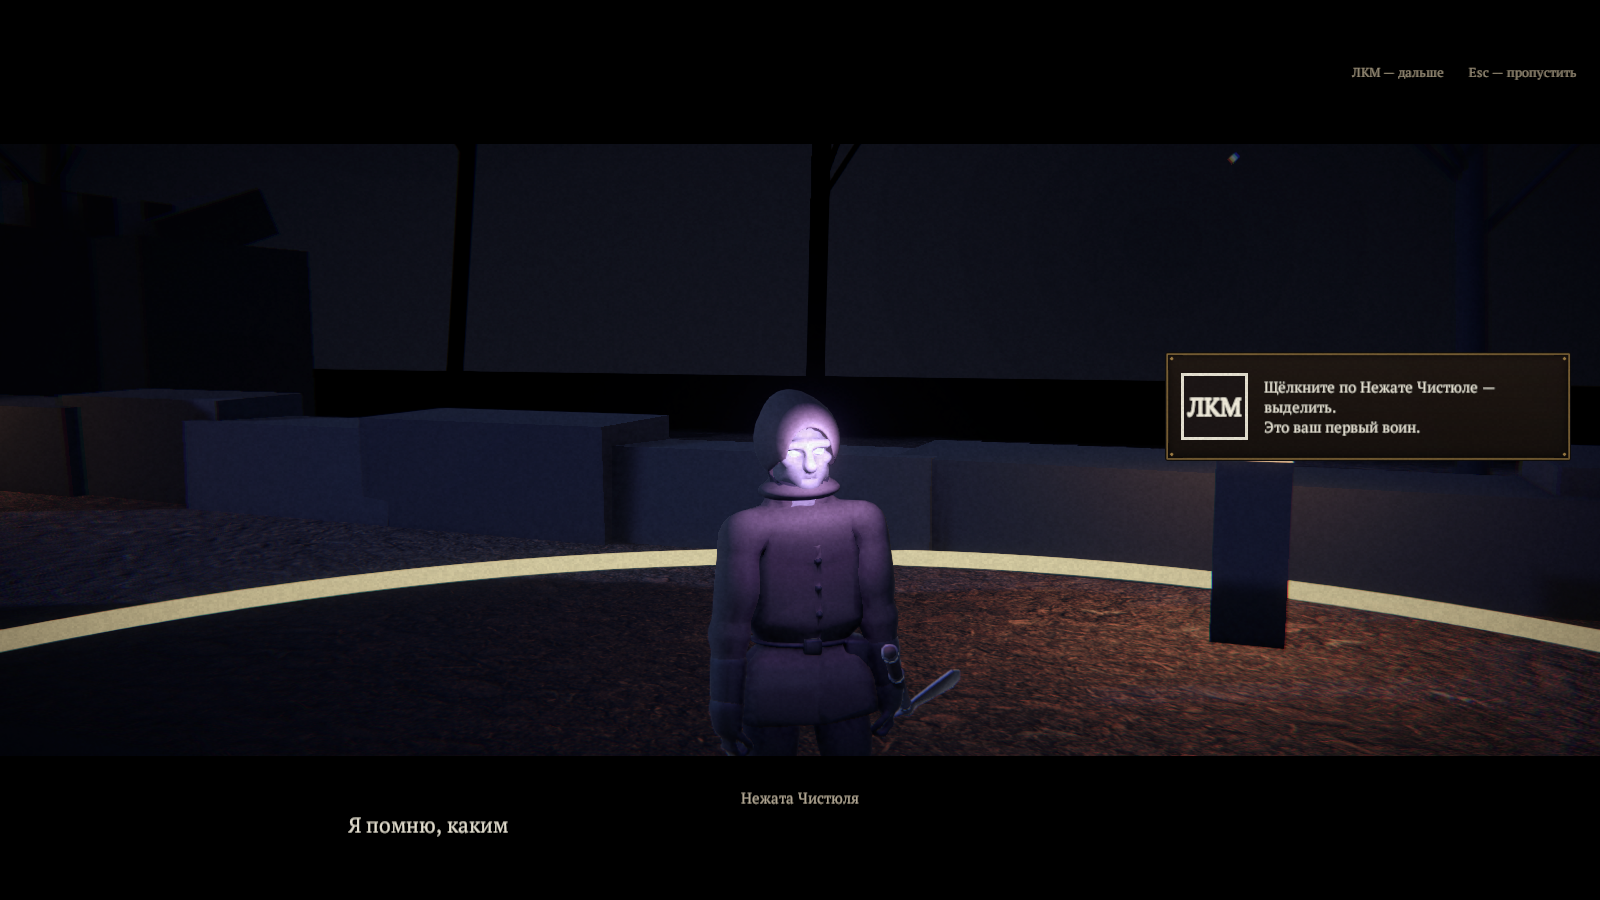 ЛКМ — дальше Esc — пропустить
ЛКМ
Щёлкните по Нежате Чистюле —
выделить.
Это ваш первый воин.
Нежата Чистюля
Я помню, каким